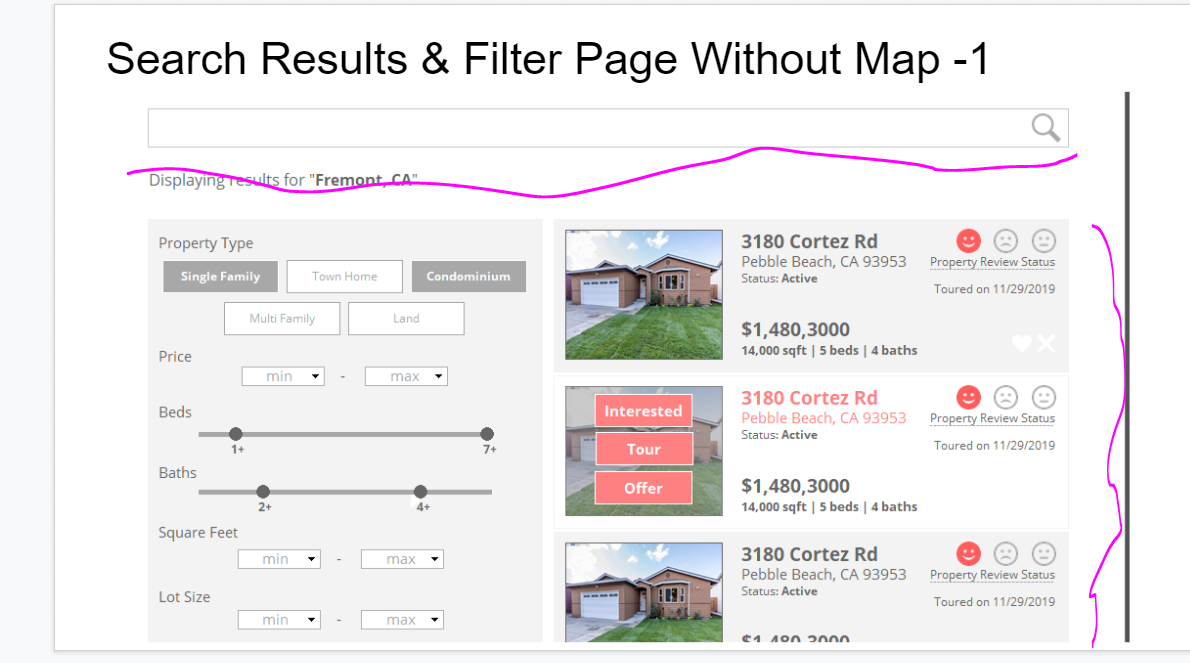 Search Results & Filter Page Without Map -1
Displaying results for "Fremont, CA"
Property Type
Single Family
Town Home
Condominium
Multi Family
Land
Price
min
-
max
Beds
1+
7+
Baths
2+
4+
Square Feet
min
-
max
Lot Size
min
-
max
3180 Cortez Rd
Pebble Beach, CA 93953
Status: Active
Property Review Status
Toured on 11/29/2019
$1,480,3000
14,000 sqft | 5 beds | 4 baths
Interested
Tour
Offer
3180 Cortez Rd
Pebble Beach, CA 93953
Status: Active
Property Review Status
Toured on 11/29/2019
$1,480,3000
14,000 sqft | 5 beds | 4 baths
3180 Cortez Rd
Pebble Beach, CA 93953
Status: Active
Property Review Status
Toured on 11/29/2019
$1,480,3000